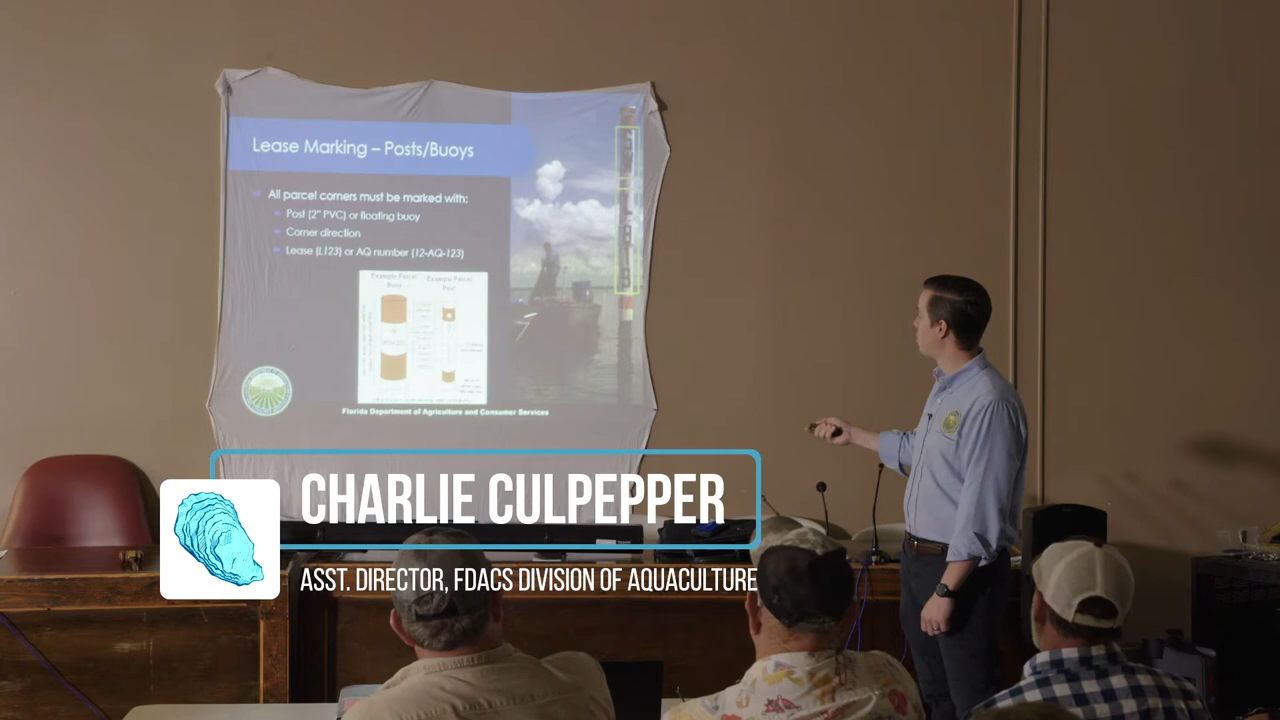 Lease Marking – Posts/Buoys
All parcel corners must be marked with:
Post (2" PVC) or floating buoy
Corner direction
Lease (L123) or AQ number (12-AQ-123)
Example Parcel
Buoy
Example Parcel
Post
Florida Department of Agriculture and Consumer Services
CHARLIE CULPEPPER
ASST. DIRECTOR, FDACS DIVISION OF AQUACULTURE